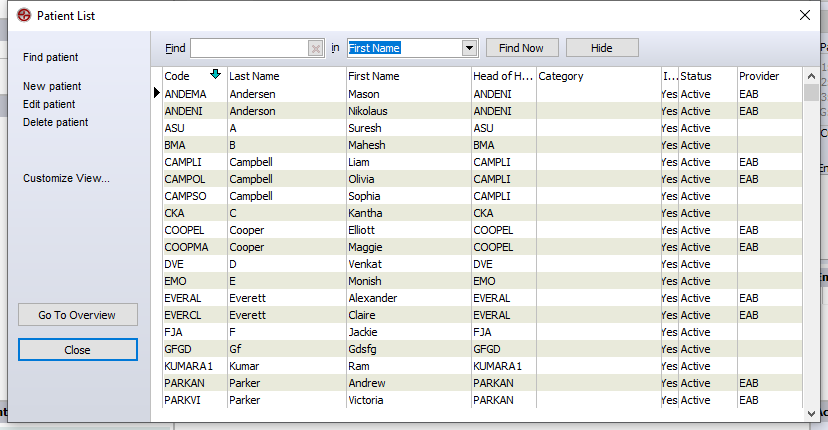 Patient List
Find patient
New patient
Edit patient
Delete patient
Customize View...
Go To Overview
Close
Find in First Name Find Now Hide
Code Last Name First Name Head of H... Category I... Status Provider
ANDEMA Andersen Mason ANDENI Yes Active EAB
ANDENI Anderson Nikolaus ANDENI Yes Active EAB
ASU A Suresh ASU Yes Active
BMA B Mahesh BMA Yes Active
CAMPLI Campbell Liam CAMPLI Yes Active EAB
CAMPOL Campbell Olivia CAMPLI Yes Active EAB
CAMPSO Campbell Sophia CAMPLI Yes Active
CKA C Kantha CKA Yes Active
COOPEL Cooper Elliott COOPEL Yes Active EAB
COOPMA Cooper Maggie COOPEL Yes Active EAB
DVE D Venkat DVE Yes Active
EMO E Monish EMO Yes Active
EVERAL Everett Alexander EVERAL Yes Active EAB
EVERCL Everett Claire EVERAL Yes Active EAB
FJA F Jackie FJA Yes Active
GFGD Gf Gdsfg GFGD Yes Active
KUMARA1 Kumar Ram KUMARA1 Yes Active
PARKAN Parker Andrew PARKAN Yes Active EAB
PARKVI Parker Victoria PARKAN Yes Active EAB